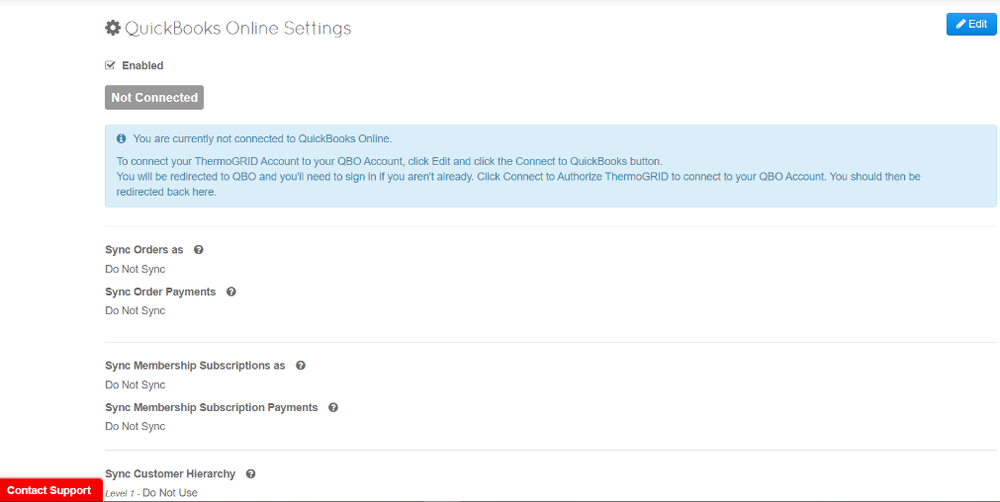 QuickBooks Online Settings
Edit
Enabled
Not Connected
You are currently not connected to QuickBooks Online.
To connect your ThermoGRID Account to your QBO Account, click Edit and click the Connect to QuickBooks button.
You will be redirected to QBO and you'll need to sign in if you aren't already. Click Connect to Authorize ThermoGRID to connect to your QBO Account. You should then be
redirected back here.
Sync Orders as
Do Not Sync
Sync Order Payments
Do Not Sync
Sync Membership Subscriptions as
Do Not Sync
Sync Membership Subscription Payments
Do Not Sync
Sync Customer Hierarchy
Level 1 - Do Not Use
Contact Support